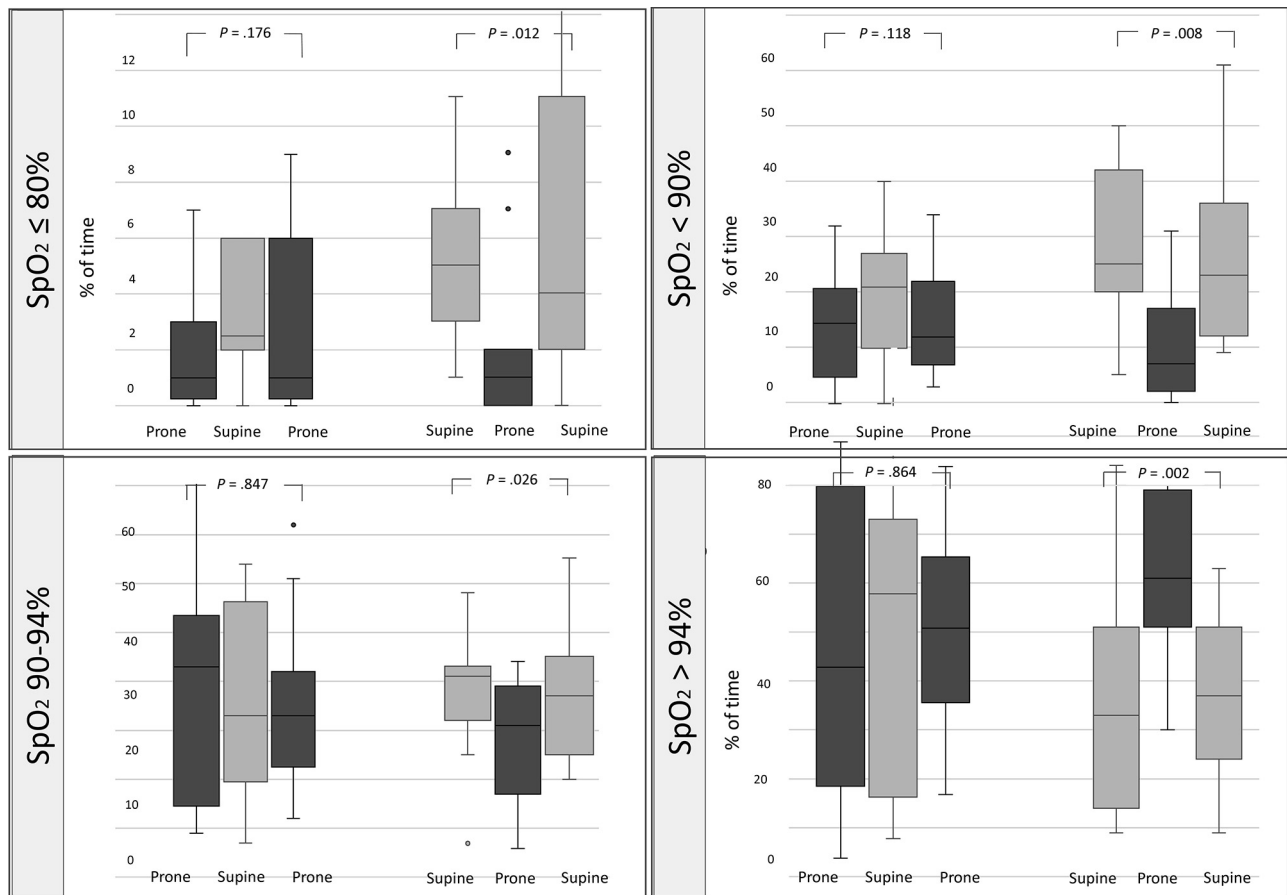 SpO2 ≤ 80%
% of time
P = .176
P = .012
12
10
8
6
4
2
0
Prone Supine Prone
Supine Prone Supine
SpO2 < 90%
% of time
P = .118
P = .008
60
50
40
30
20
10
0
Prone Supine Prone
Supine Prone Supine
SpO2 90-94%
P = .847
P = .026
60
50
40
30
20
10
0
Prone Supine Prone
Supine Prone Supine
SpO2 > 94%
% of time
P = .864
P = .002
80
60
40
20
0
Prone Supine Prone
Supine Prone Supine